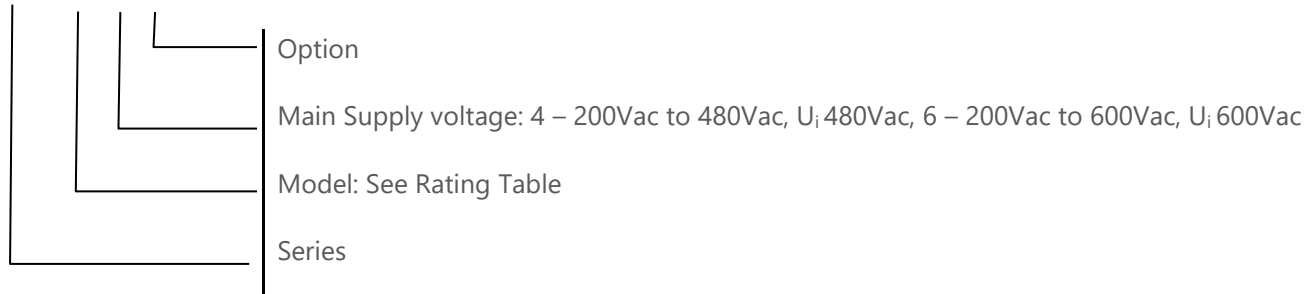 Option
Main Supply voltage: 4 – 200Vac to 480Vac, Ui 480Vac, 6 – 200Vac to 600Vac, Ui 600Vac
Model: See Rating Table
Series